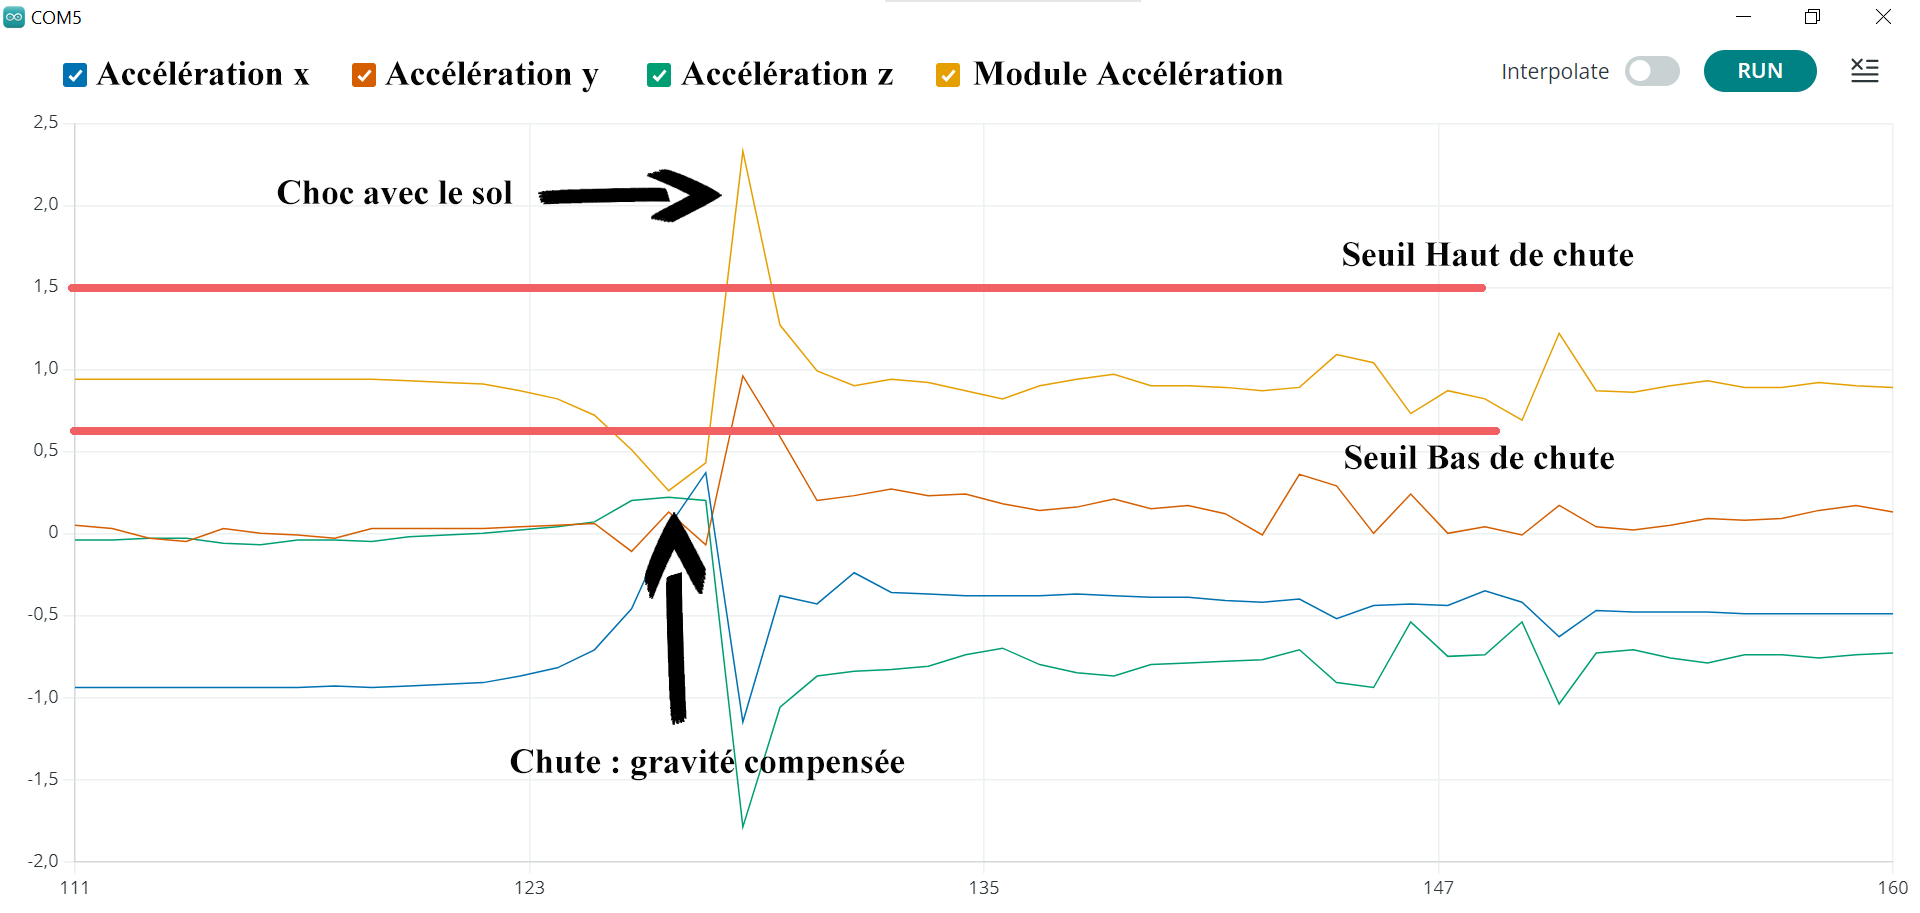 COM5
Accélération x Accélération y Accélération z Module Accélération Interpolate RUN
2,5
Choc avec le sol
2,0
Seuil Haut de chute
1,5
1,0
0,5
Seuil Bas de chute
0
-0,5
-1,0
Chute : gravité compensée
-1,5
-2,0
111 123 135 147 160